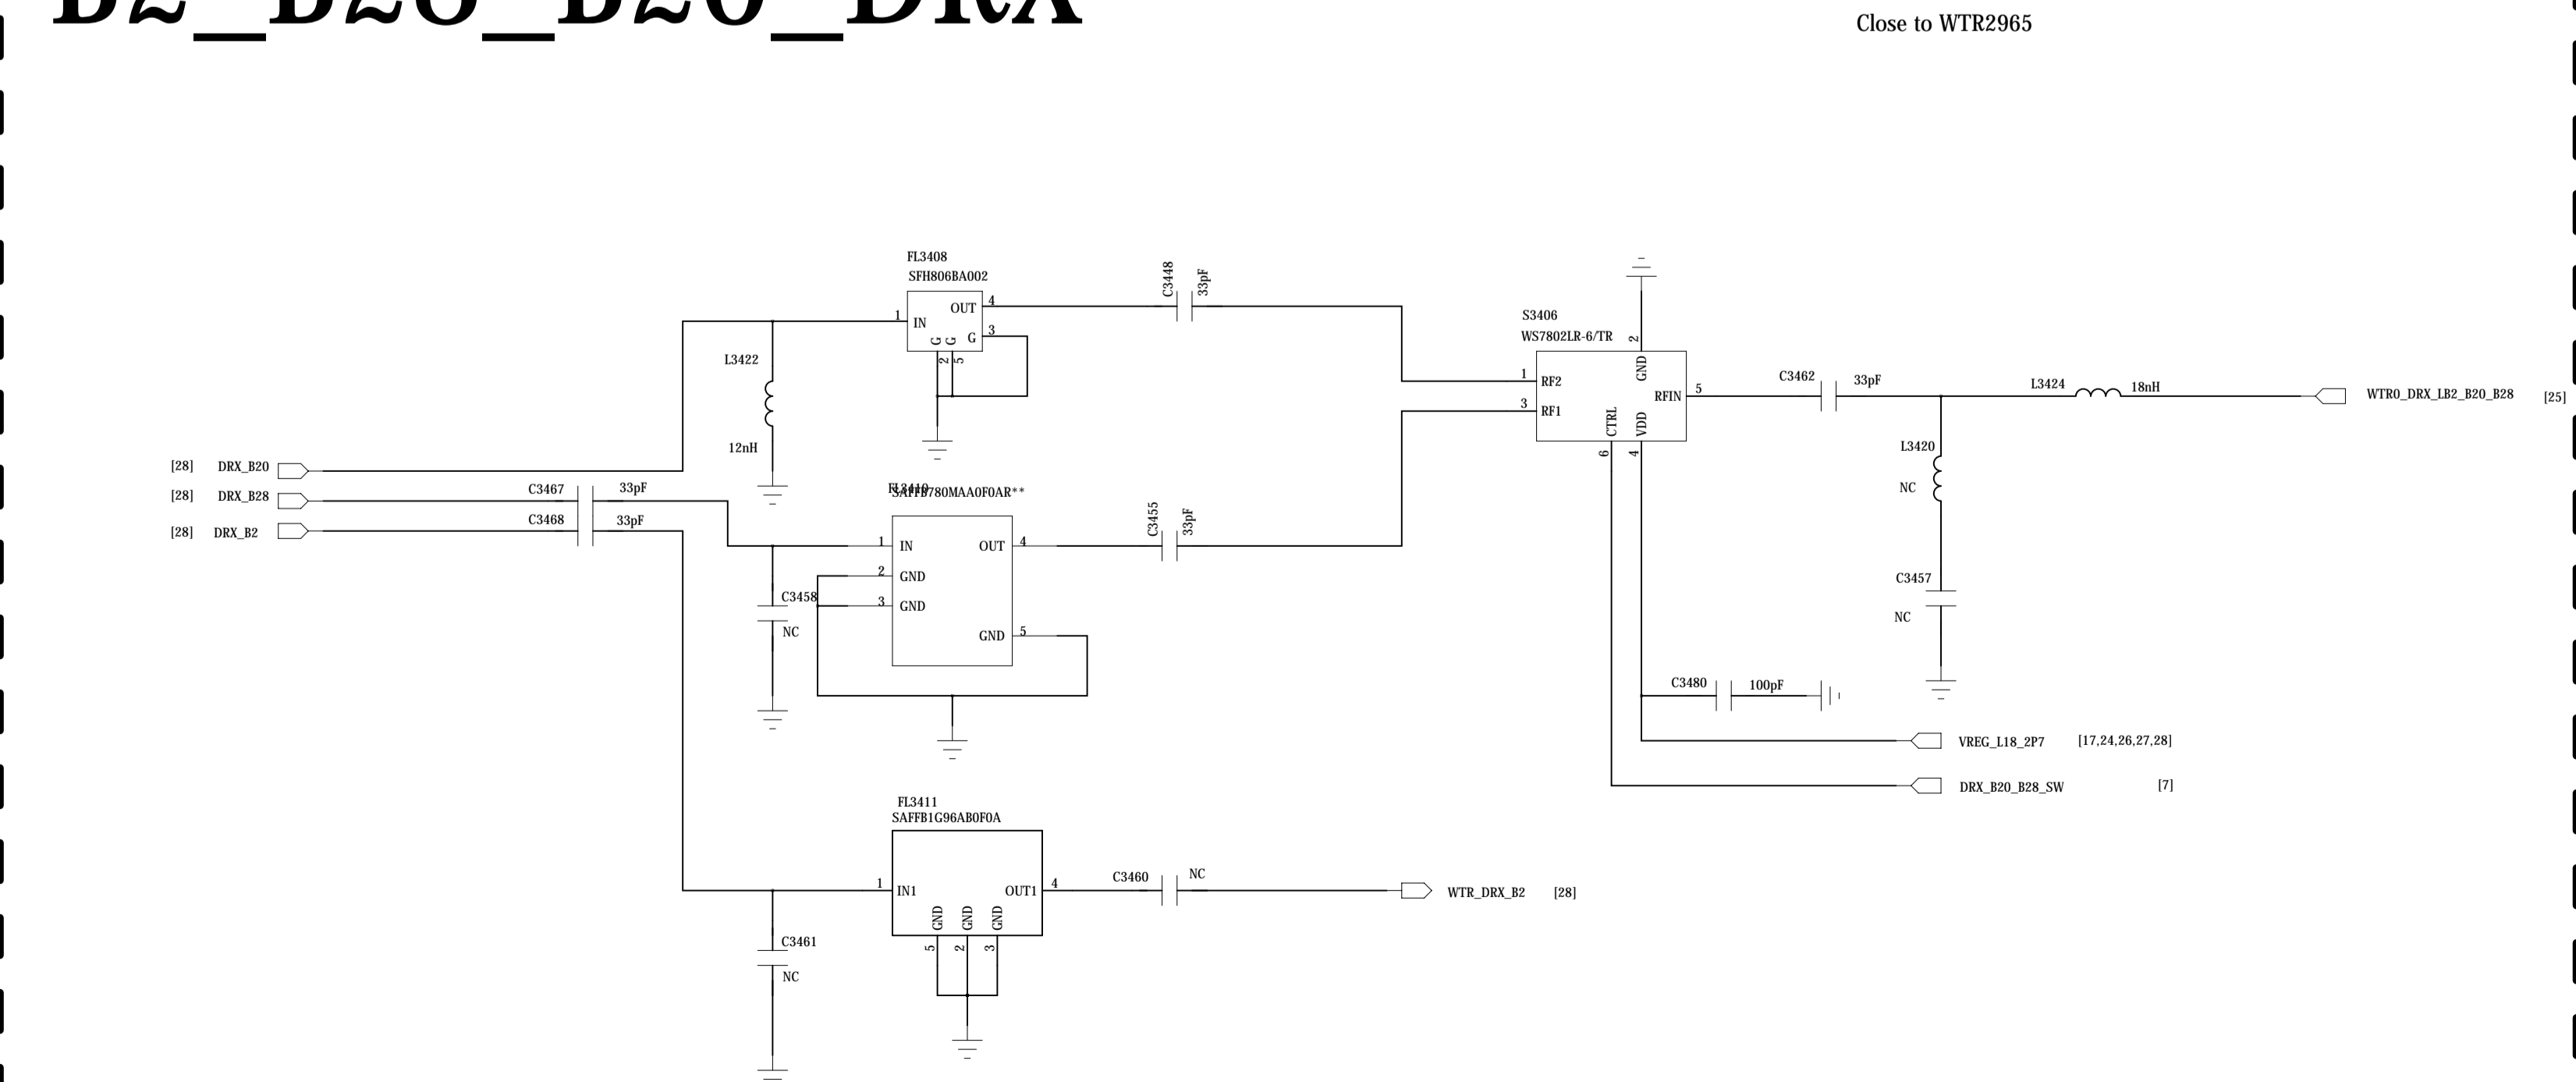 B2_B28_B20_DRX
Close to WTR2965
FL3408
SFH806BA002
1 IN
OUT 4
G 3
G G
2 5
L3422
12nH
C3448 33pF
S3406
WS7802LR-6/TR
2 GND
1 RF2
3 RF1
RFIN 5
CTRL VDD
6 4
C3462 33pF
L3424 18nH
WTR0_DRX_LB2_B20_B28 [25]
L3420
NC
C3457
NC
[28] DRX_B20
[28] DRX_B28
[28] DRX_B2
C3467 33pF
C3468 33pF
FL3410
SAFFB780MAA0F0AR**
1 IN OUT 4
2 GND
3 GND
GND 5
C3458
NC
C3455 33pF
C3480 100pF
VREG_L18_2P7 [17,24,26,27,28]
DRX_B20_B28_SW [7]
FL3411
SAFFB1G96AB0F0A
1 IN1 OUT1 4
GND GND GND
5 2 3
C3460 NC
WTR_DRX_B2 [28]
C3461
NC